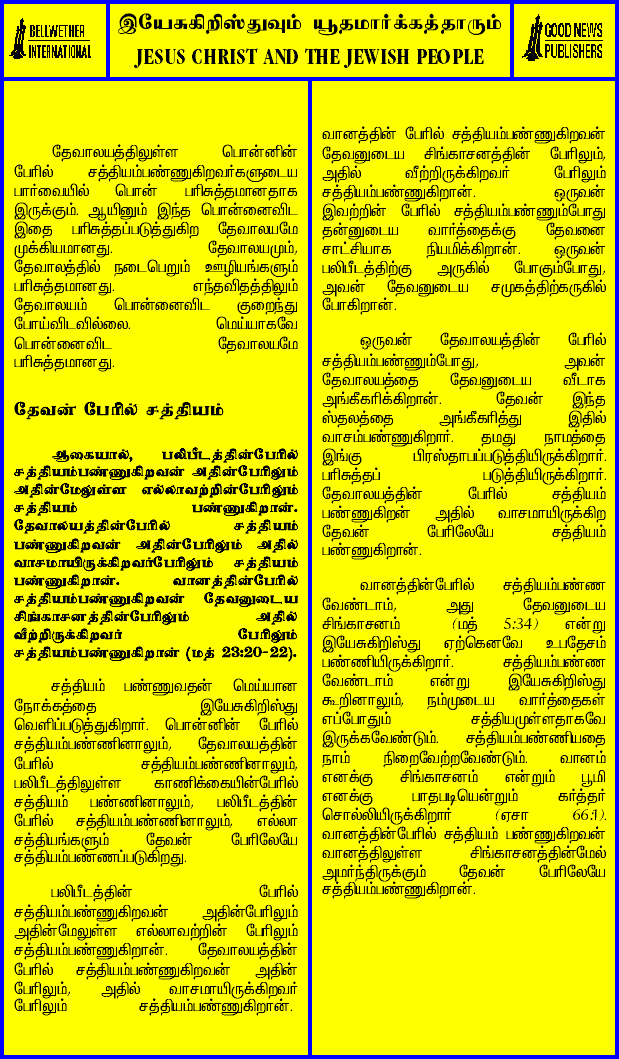 BELLWETHER
INTERNATIONAL
இயேசுகிறிஸ்துவும் யூதமார்க்கத்தாரும்
JESUS CHRIST AND THE JEWISH PEOPLE
GOOD NEWS
PUBLISHERS
தேவாலயத்திலுள்ள பொன்னின்
பேரில் சத்தியம்பண்ணுகிறவர்களுடைய
பார்வையில் பொன் பரிசுத்தமானதாக
இருக்கும். ஆயினும் இந்த பொன்னைவிட
இதை பரிசுத்தப்படுத்துகிற தேவாலயமே
முக்கியமானது. தேவாலயமும்,
தேவாலத்தில் நடைபெறும் ஊழியங்களும்
பரிசுத்தமானது. எந்தவிதத்திலும்
தேவாலயம் பொன்னைவிட குறைந்து
போய்விடவில்லை. மெய்யாகவே
பொன்னைவிட தேவாலயமே
பரிசுத்தமானது.
தேவன் பேரில் சத்தியம்
ஆகையால், பலிபீடத்தின்பேரில்
சத்தியம்பண்ணுகிறவன் அதின்பேரிலும்
அதின்மேலுள்ள எல்லாவற்றின்பேரிலும்
சத்தியம் பண்ணுகிறான்.
தேவாலயத்தின்பேரில் சத்தியம்
பண்ணுகிறவன் அதின்பேரிலும் அதில்
வாசமாயிருக்கிறவர்பேரிலும் சத்தியம்
பண்ணுகிறான். வானத்தின்பேரில்
சத்தியம்பண்ணுகிறவன் தேவனுடைய
சிங்காசனத்தின்பேரிலும் அதில்
வீற்றிருக்கிறவர் பேரிலும்
சத்தியம்பண்ணுகிறான் (மத் 23:20-22).
சத்தியம் பண்ணுவதன் மெய்யான
நோக்கத்தை இயேசுகிறிஸ்து
வெளிப்படுத்துகிறார். பொன்னின் பேரில்
சத்தியம்பண்ணினாலும், தேவாலயத்தின்
பேரில் சத்தியம்பண்ணினாலும்,
பலிபீடத்திலுள்ள காணிக்கையின்பேரில்
சத்தியம் பண்ணினாலும், பலிபீடத்தின்
பேரில் சத்தியம்பண்ணினாலும், எல்லா
சத்தியங்களும் தேவன் பேரிலேயே
சத்தியம்பண்ணப்படுகிறது.
பலிபீடத்தின் பேரில்
சத்தியம்பண்ணுகிறவன் அதின்பேரிலும்
அதின்மேலுள்ள எல்லாவற்றின் பேரிலும்
சத்தியம்பண்ணுகிறான். தேவாலயத்தின்
பேரில் சத்தியம்பண்ணுகிறவன் அதின்
பேரிலும், அதில் வாசமாயிருக்கிறவர்
பேரிலும் சத்தியம்பண்ணுகிறான்.
வானத்தின் பேரில் சத்தியம்பண்ணுகிறவன்
தேவனுடைய சிங்காசனத்தின் பேரிலும்,
அதில் வீற்றிருக்கிறவர் பேரிலும்
சத்தியம்பண்ணுகிறான். ஒருவன்
இவற்றின் பேரில் சத்தியம்பண்ணும்போது
தன்னுடைய வார்த்தைக்கு தேவனை
சாட்சியாக நியமிக்கிறான். ஒருவன்
பலிபீடத்திற்கு அருகில் போகும்போது,
அவன் தேவனுடைய சமுகத்திற்கருகில்
போகிறான்.
ஒருவன் தேவாலயத்தின் பேரில்
சத்தியம்பண்ணும்போது, அவன்
தேவாலயத்தை தேவனுடைய வீடாக
அங்கீகரிக்கிறான். தேவன் இந்த
ஸ்தலத்தை அங்கீகரித்து இதில்
வாசம்பண்ணுகிறார். தமது நாமத்தை
இங்கு பிரஸ்தாபப்படுத்தியிருக்கிறார்.
பரிசுத்தப் படுத்தியிருக்கிறார்.
தேவாலயத்தின் பேரில் சத்தியம்
பண்ணுகிறன் அதில் வாசமாயிருக்கிற
தேவன் பேரிலேயே சத்தியம்
பண்ணுகிறான்.
வானத்தின்பேரில் சத்தியம்பண்ண
வேண்டாம், அது தேவனுடைய
சிங்காசனம் (மத் 5:34) என்று
இயேசுகிறிஸ்து ஏற்கெனவே உபதேசம்
பண்ணியிருக்கிறார். சத்தியம்பண்ண
வேண்டாம் என்று இயேசுகிறிஸ்து
கூறினாலும், நம்முடைய வார்த்தைகள்
எப்போதும் சத்தியமுள்ளதாகவே
இருக்கவேண்டும். சத்தியம்பண்ணியதை
நாம் நிறைவேற்றவேண்டும். வானம்
எனக்கு சிங்காசனம் என்றும் பூமி
எனக்கு பாதபடியென்றும் கர்த்தர்
சொல்லியிருக்கிறார் (ஏசா 66:1).
வானத்தின்பேரில் சத்தியம் பண்ணுகிறவன்
வானத்திலுள்ள சிங்காசனத்தின்மேல்
அமர்ந்திருக்கும் தேவன் பேரிலேயே
சத்தியம்பண்ணுகிறான்.